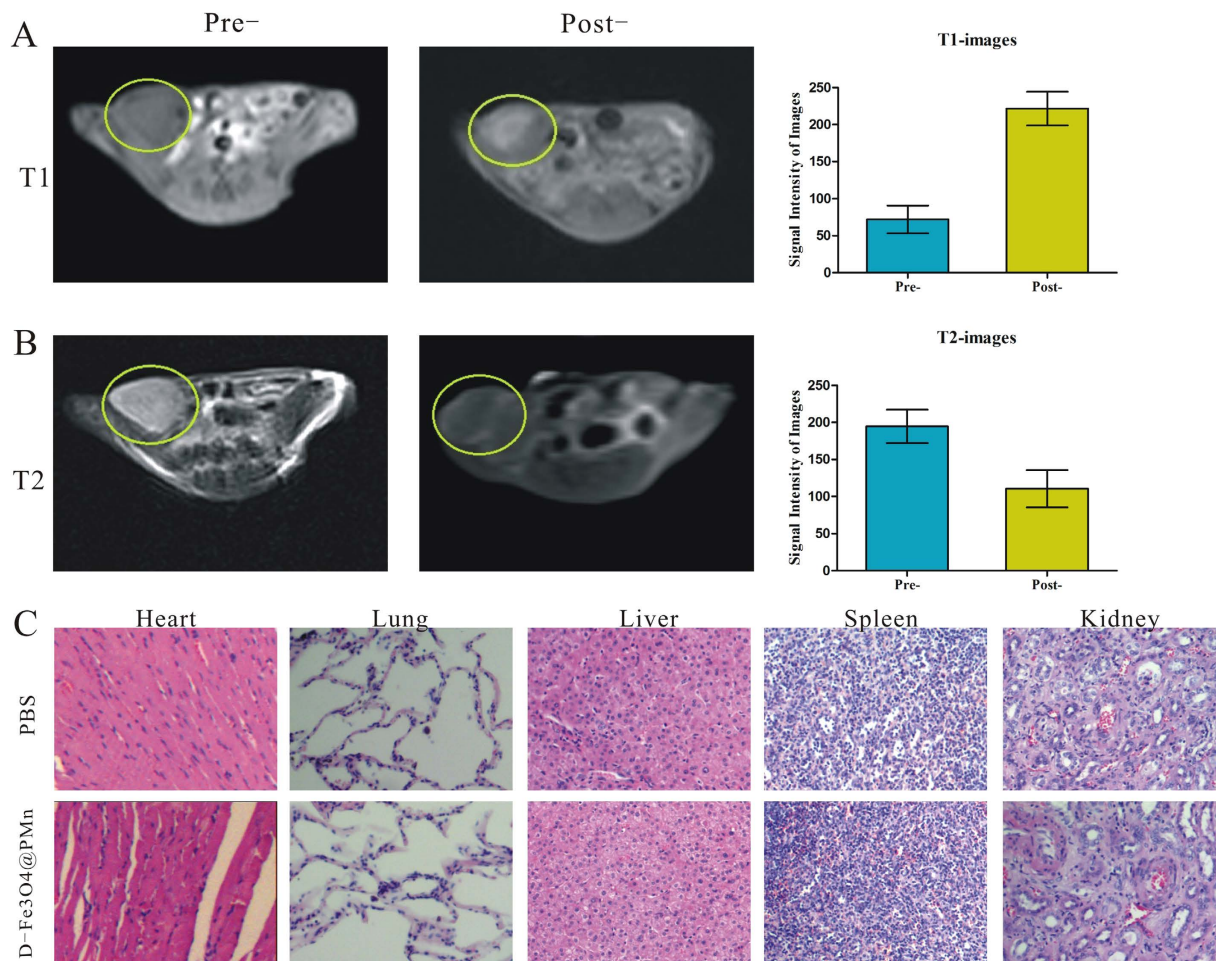 A
Pre-
Post-
T1
T1-images
Signal Intensity of Images
250
200
150
100
50
0
Pre-
Post-
B
T2
T2-images
Signal Intensity of Images
250
200
150
100
50
0
Pre-
Post-
C
Heart
Lung
Liver
Spleen
Kidney
PBS
D-Fe3O4@PMn